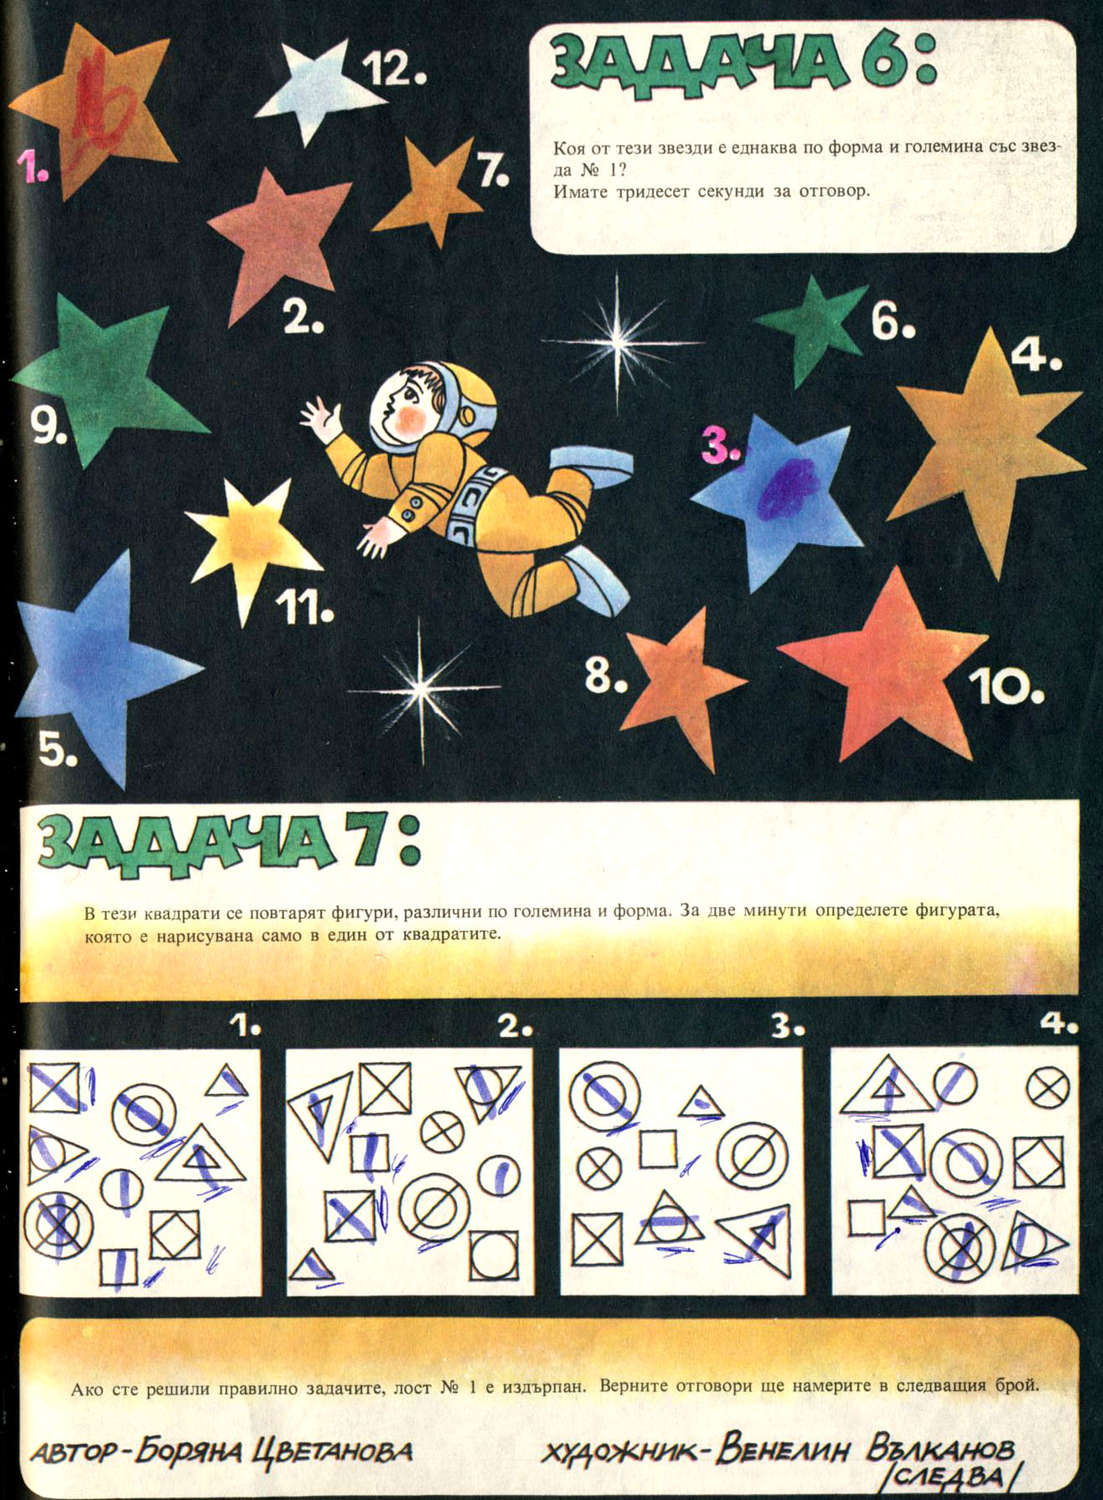 ЗАДАЧА 6:
Коя от тези звезди е еднаква по форма и големина със звез-
да № 1?
Имате тридесет секунди за отговор.
1.
12.
7.
2.
6.
4.
9.
3.
11.
8.
10.
5.
ЗАДАЧА 7:
В тези квадрати се повтарят фигури, различни по големина и форма. За две минути определете фигурата,
която е нарисувана само в един от квадратите.
1.
2.
3.
4.
Ако сте решили правилно задачите, лост № 1 е издърпан. Верните отговори ще намерите в следващия брой.
АВТОР - БОРЯНА ЦВЕТАНОВА
ХУДОЖНИК - ВЕНЕЛИН ВЪЛКАНОВ
/СЛЕДВА/